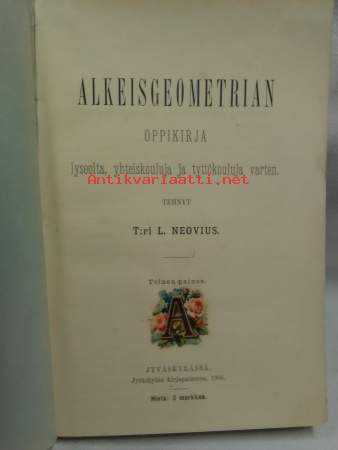 ALKEISGEOMETRIAN
OPPIKIRJA
lyseoita, yhteiskouluja ja tyttökouluja varten.
www.antikvariaatti.net
TEHNYT
T:ri L. NEOVIUS.
Toinen painos.
A
JYVÄSKYLÄSSÄ,
Jyväskylän kirjapainossa,
Hinta: 3 markkaa.